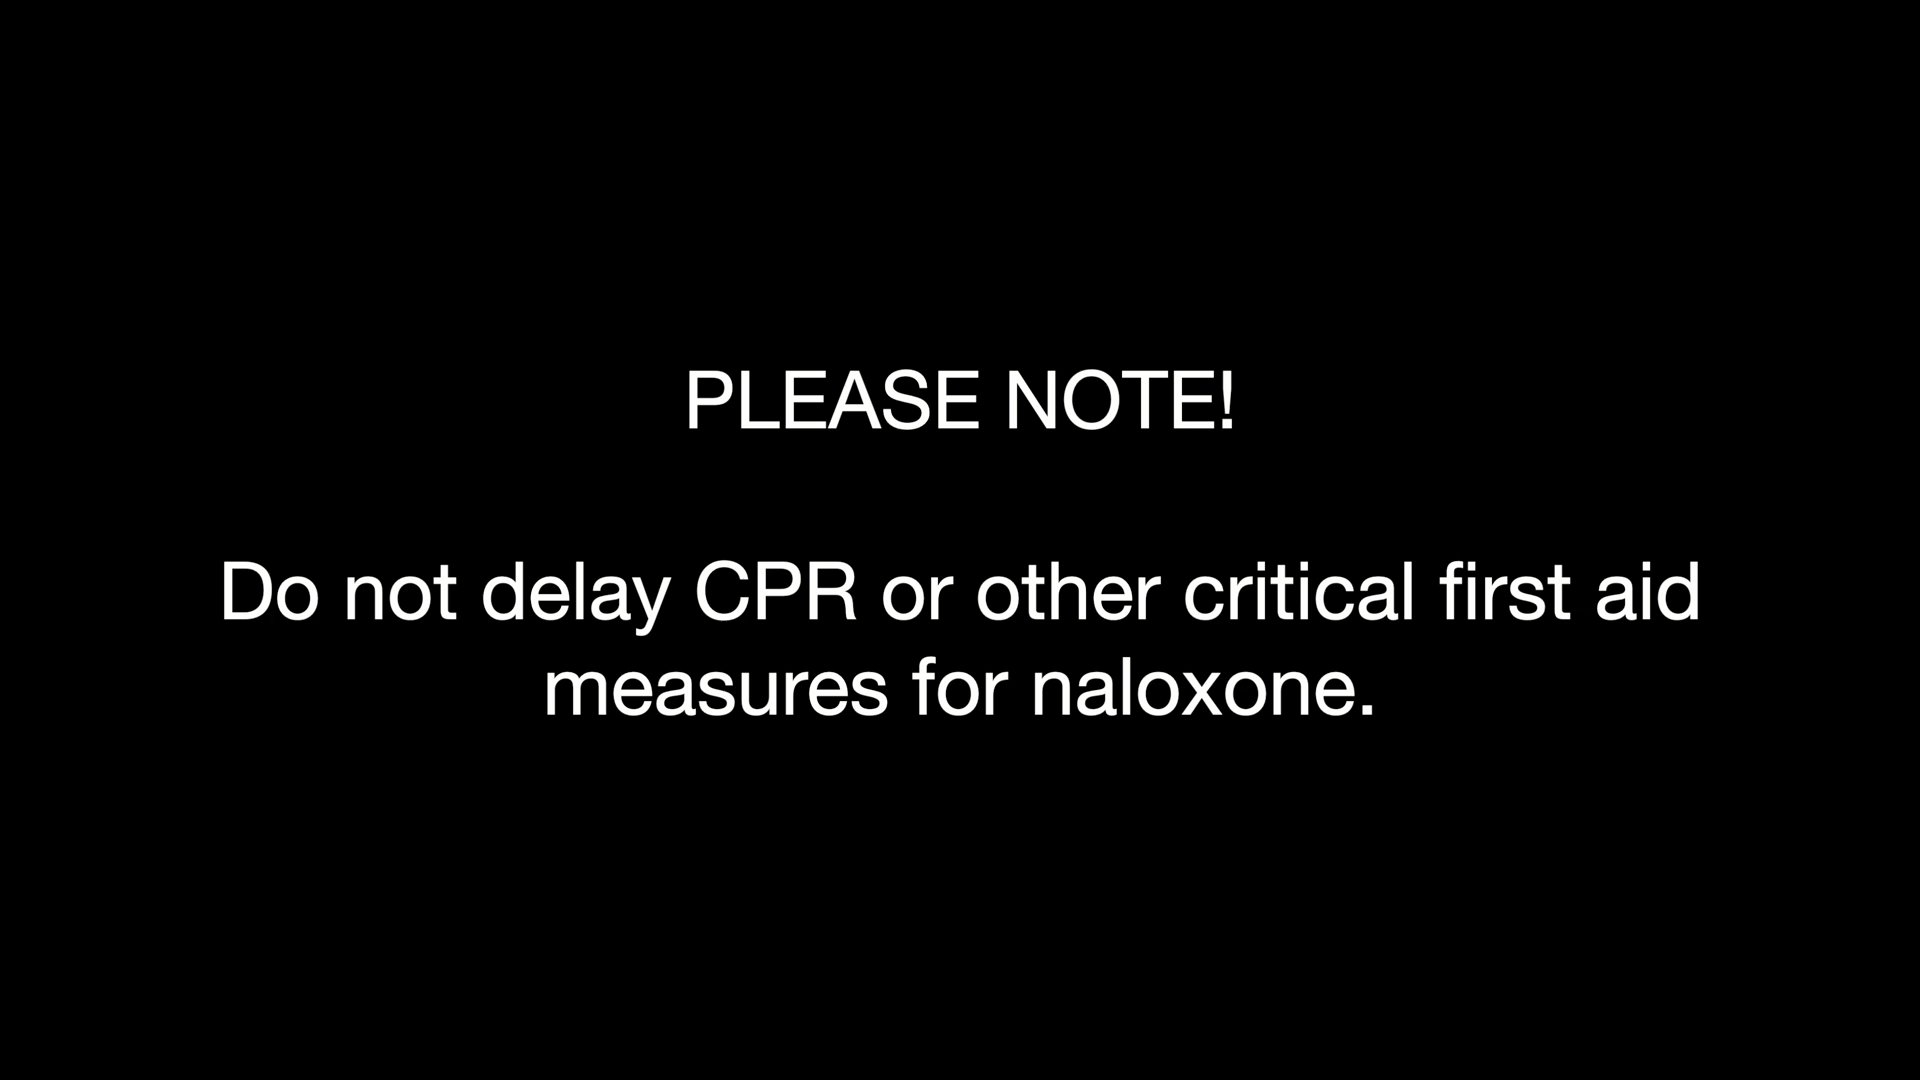 PLEASE NOTE!
Do not delay CPR or other critical first aid
measures for naloxone.